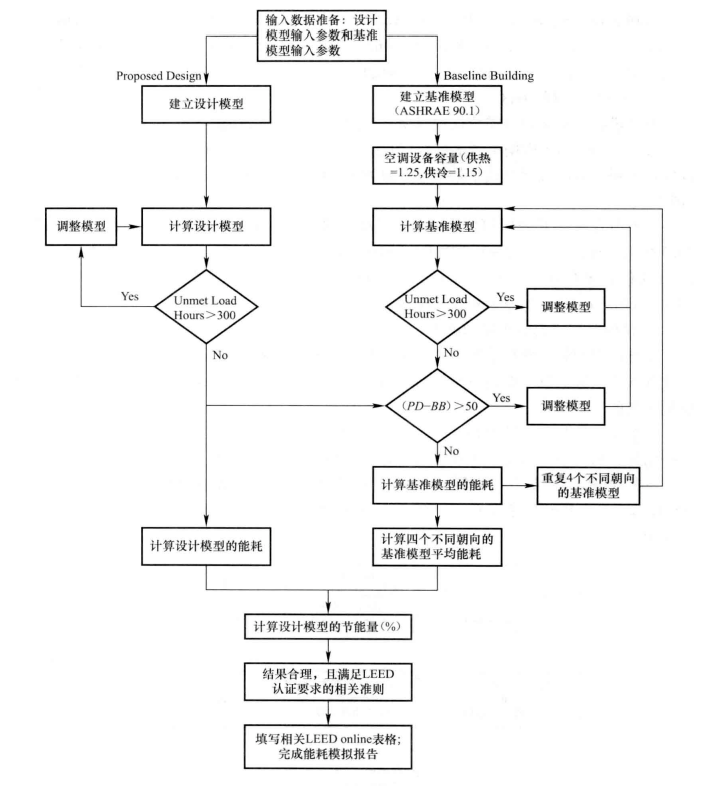 输入数据准备：设计
模型输入参数和基准
模型输入参数
Proposed Design
Baseline Building
建立设计模型
建立基准模型
(ASHRAE 90.1)
空调设备容量(供热
=1.25,供冷=1.15)
调整模型
计算设计模型
计算基准模型
Yes
Unmet Load
Hours＞300
Unmet Load
Hours＞300
Yes
调整模型
No
No
(PD−BB)＞50
Yes
调整模型
No
计算基准模型的能耗
重复4个不同朝向
的基准模型
计算设计模型的能耗
计算四个不同朝向的
基准模型平均能耗
计算设计模型的节能量(%)
结果合理，且满足LEED
认证要求的相关准则
填写相关LEED online表格;
完成能耗模拟报告